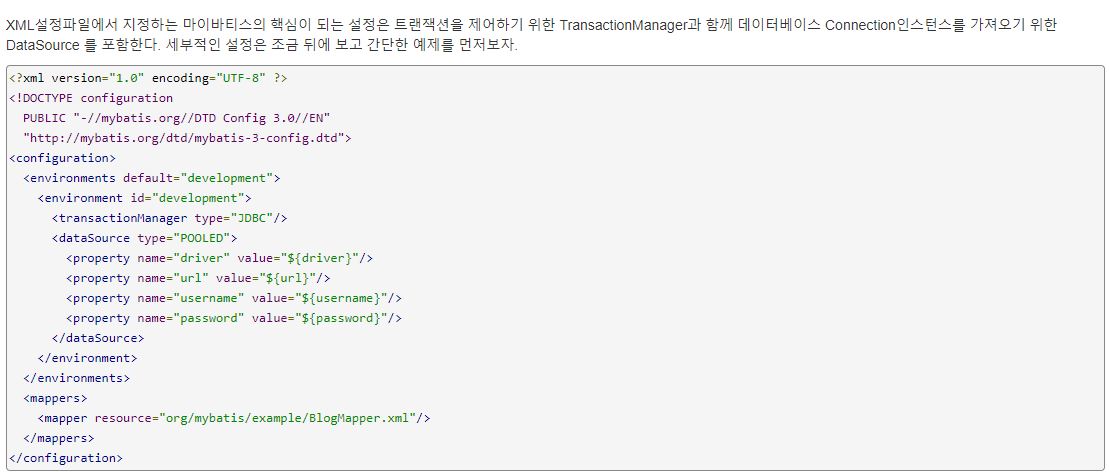 XML설정파일에서 지정하는 마이바티스의 핵심이 되는 설정은 트랜잭션을 제어하기 위한 TransactionManager과 함께 데이터베이스 Connection인스턴스를 가져오기 위한
DataSource 를 포함한다. 세부적인 설정은 조금 뒤에 보고 간단한 예제를 먼저보자.
<?xml version="1.0" encoding="UTF-8" ?>
<!DOCTYPE configuration
  PUBLIC "-//mybatis.org//DTD Config 3.0//EN"
  "http://mybatis.org/dtd/mybatis-3-config.dtd">
<configuration>
  <environments default="development">
    <environment id="development">
      <transactionManager type="JDBC"/>
      <dataSource type="POOLED">
        <property name="driver" value="${driver}"/>
        <property name="url" value="${url}"/>
        <property name="username" value="${username}"/>
        <property name="password" value="${password}"/>
      </dataSource>
    </environment>
  </environments>
  <mappers>
    <mapper resource="org/mybatis/example/BlogMapper.xml"/>
  </mappers>
</configuration>